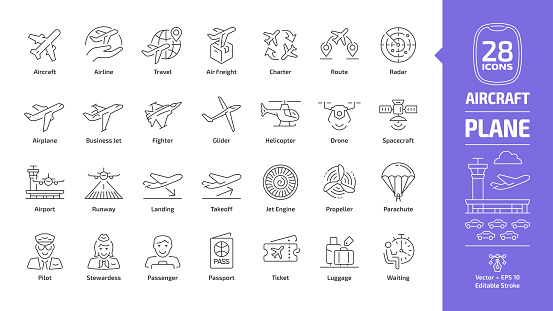 Aircraft
Airline
Travel
Air Freight
Charter
Route
Radar
Airplane
Business Jet
Fighter
Glider
Helicopter
Drone
Spacecraft
Airport
Runway
Landing
Takeoff
Jet Engine
Propeller
Parachute
PASS
Pilot
Stewardess
Passenger
Passport
Ticket
Luggage
Waiting
28
ICONS
AIRCRAFT
PLANE
Vector • EPS 10
Editable Stroke